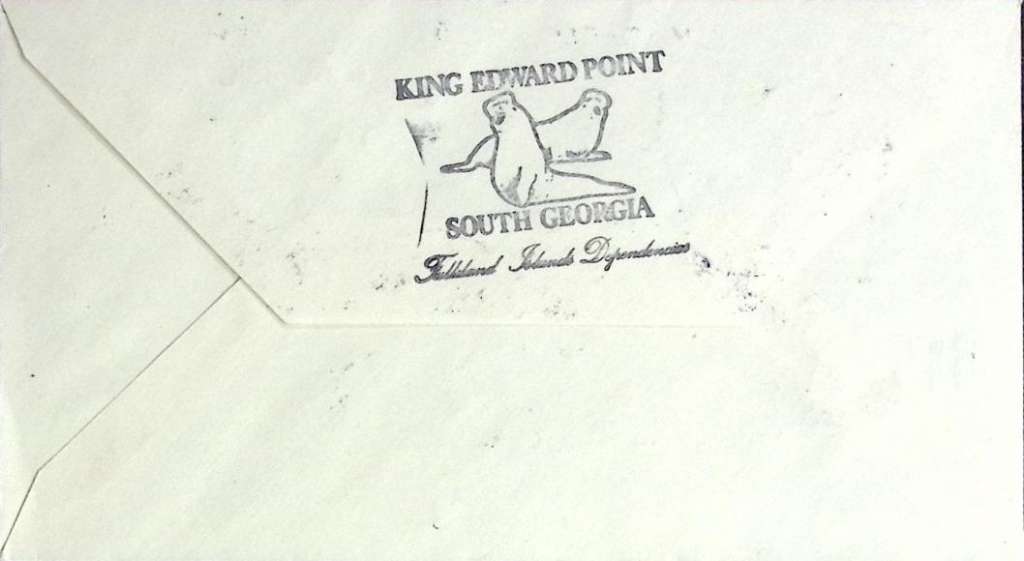 KING EDWARD POINT
SOUTH GEORGIA
Falkland Islands Dependencies